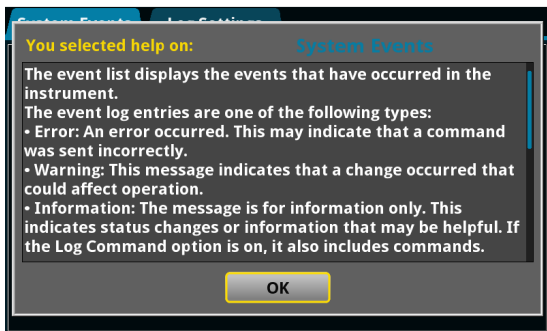 System Events Log Settings
You selected help on: System Events
The event list displays the events that have occurred in the
instrument.
The event log entries are one of the following types:
• Error: An error occurred. This may indicate that a command
was sent incorrectly.
• Warning: This message indicates that a change occurred that
could affect operation.
• Information: The message is for information only. This
indicates status changes or information that may be helpful. If
the Log Command option is on, it also includes commands.
OK